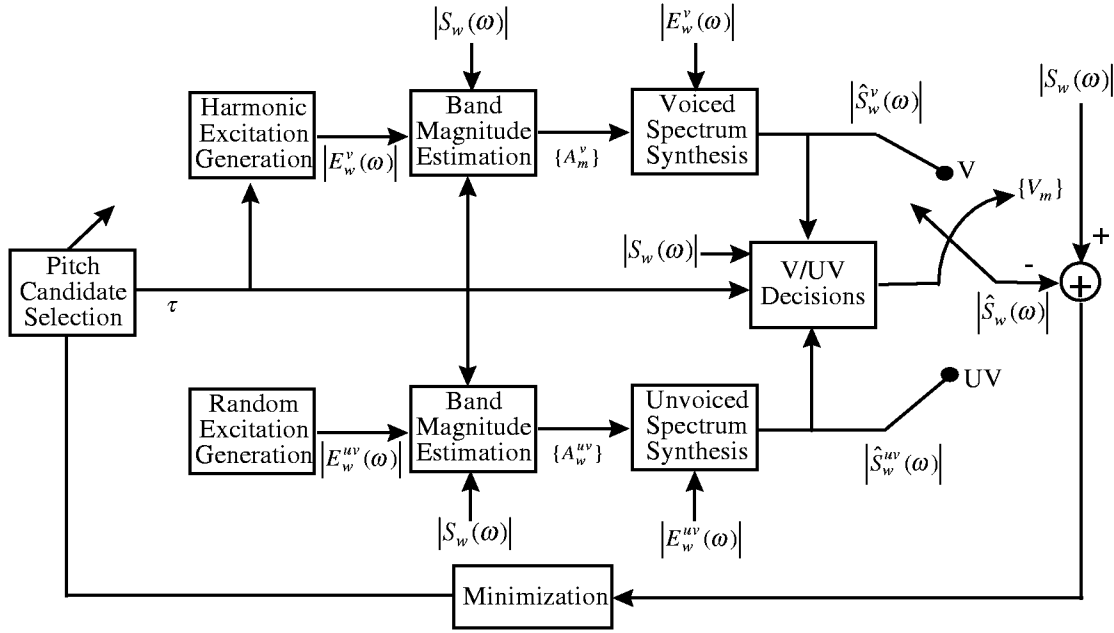 |S_w(ω)|
|E_w^v(ω)|
|S_w(ω)|
Harmonic
Excitation
Generation
|E_w^v(ω)|
Band
Magnitude
Estimation
{A_m^v}
Voiced
Spectrum
Synthesis
|Ŝ_w^v(ω)|
V
{V_m}
+
Pitch
Candidate
Selection
τ
|S_w(ω)|
V/UV
Decisions
-
+
|Ŝ_w(ω)|
Random
Excitation
Generation
|E_w^{uv}(ω)|
Band
Magnitude
Estimation
{A_w^{uv}}
Unvoiced
Spectrum
Synthesis
UV
|Ŝ_w^{uv}(ω)|
|S_w(ω)|
|E_w^{uv}(ω)|
Minimization